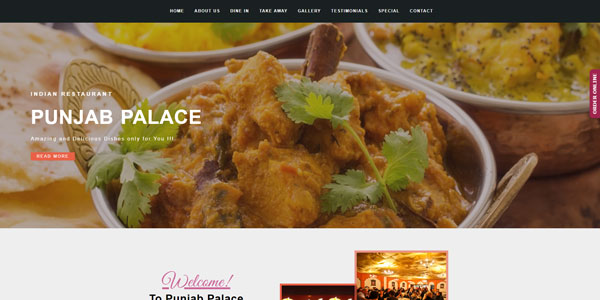 HOME ABOUT US DINE IN TAKE AWAY GALLERY TESTIMONIALS SPECIAL CONTACT
INDIAN RESTAURANT
PUNJAB PALACE
Amazing and Delicious Dishes only for You !!!
READ MORE
ORDER ONLINE
Welcome!
To Punjab Palace